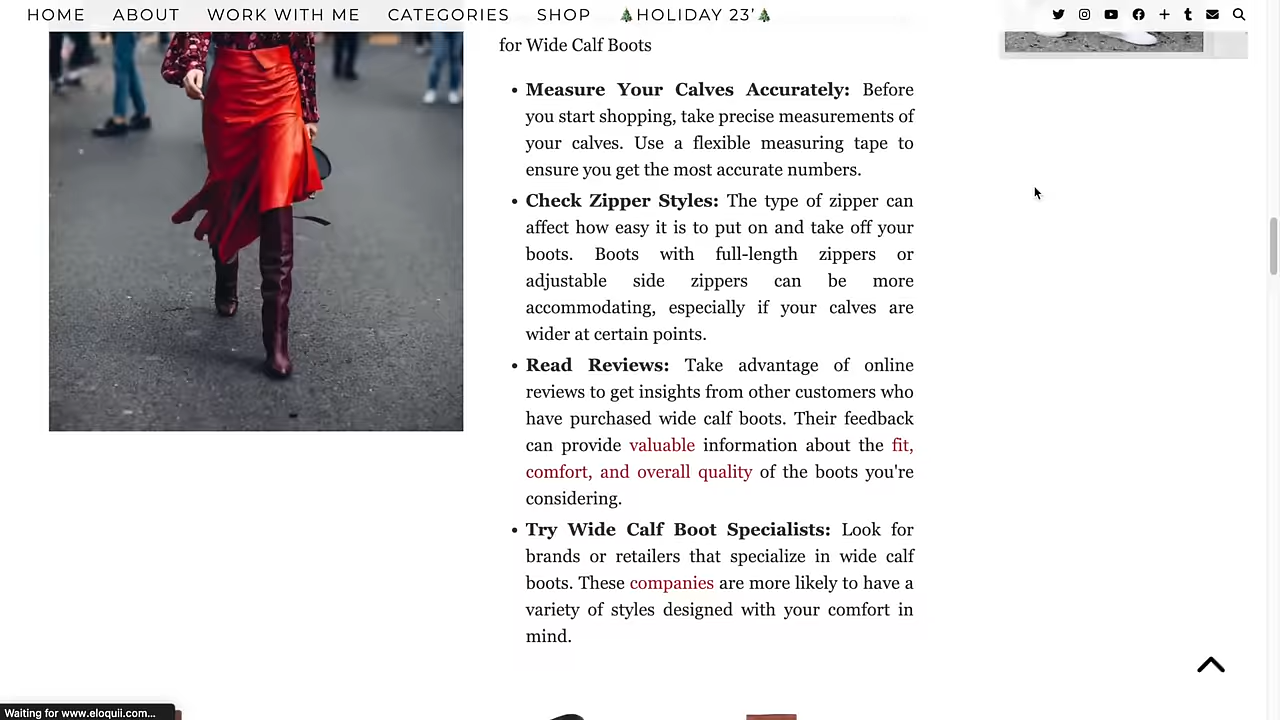 HOME ABOUT WORK WITH ME CATEGORIES SHOP 🎄HOLIDAY 23'🎄
for Wide Calf Boots
• Measure Your Calves Accurately: Before
you start shopping, take precise measurements of
your calves. Use a flexible measuring tape to
ensure you get the most accurate numbers.
• Check Zipper Styles: The type of zipper can
affect how easy it is to put on and take off your
boots. Boots with full-length zippers or
adjustable side zippers can be more
accommodating, especially if your calves are
wider at certain points.
• Read Reviews: Take advantage of online
reviews to get insights from other customers who
have purchased wide calf boots. Their feedback
can provide valuable information about the fit,
comfort, and overall quality of the boots you're
considering.
• Try Wide Calf Boot Specialists: Look for
brands or retailers that specialize in wide calf
boots. These companies are more likely to have a
variety of styles designed with your comfort in
mind.
Waiting for www.eloquii.com...